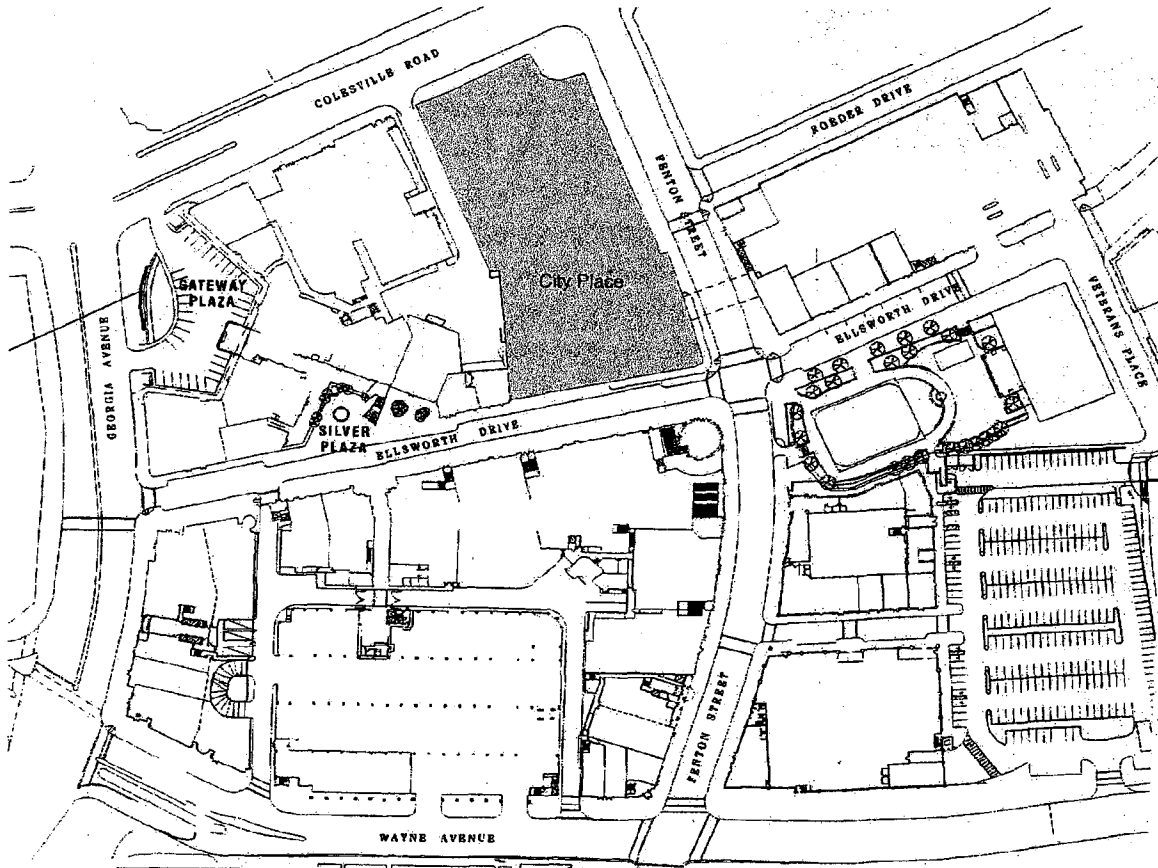 COLESVILLE ROAD
ROEDER DRIVE
FENTON STREET
City Place
GATEWAY
PLAZA
GEORGIA AVENUE
ELLSWORTH DRIVE
VETERANS PLACE
SILVER
PLAZA
ELLSWORTH DRIVE
FENTON STREET
WAYNE AVENUE